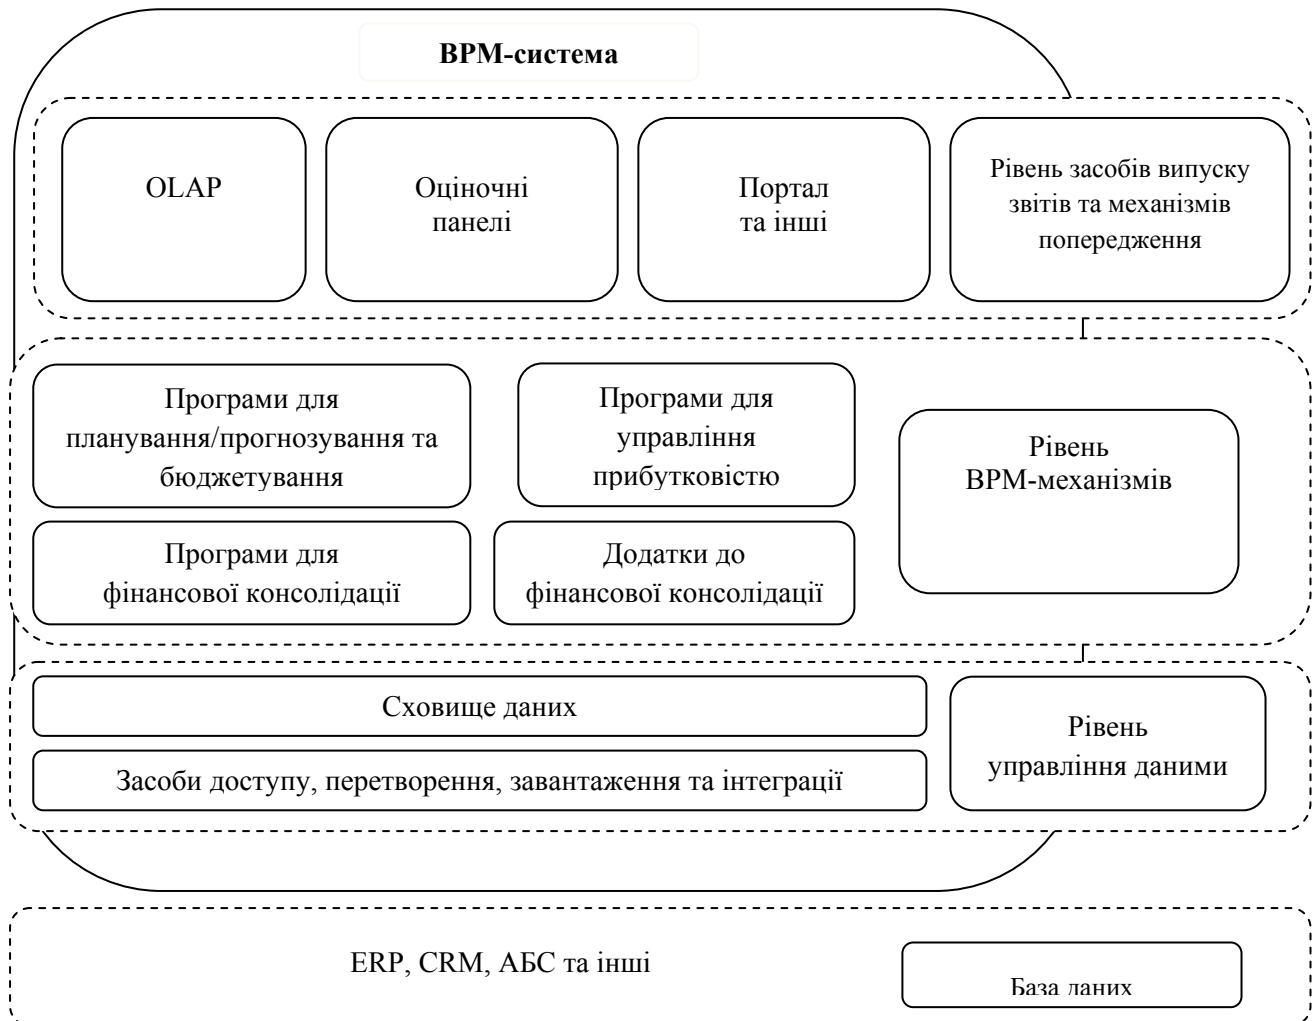 BPM-система
OLAP
Оціночні
панелі
Портал
та інші
Рівень засобів випуску
звітів та механізмів
попередження
Програми для
планування/прогнозування та
бюджетування
Програми для
управління
прибутковістю
Рівень
BPM-механізмів
Програми для
фінансової консолідації
Додатки до
фінансової консолідації
Сховище даних
Засоби доступу, перетворення, завантаження та інтеграції
Рівень
управління даними
ERP, CRM, АБС та інші
База даних